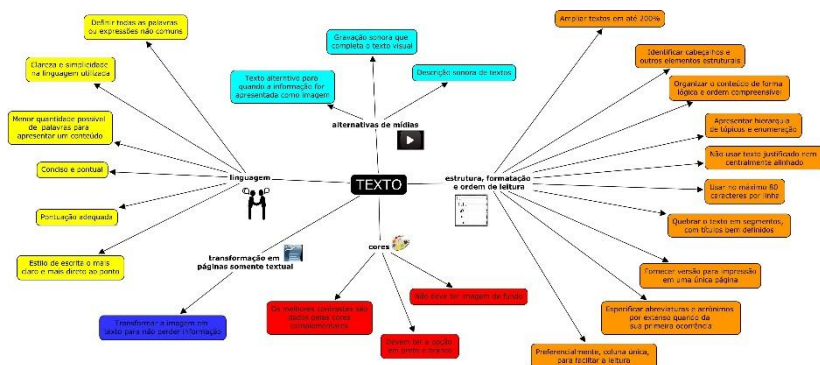 Definir todas as palavras
ou expressões não comuns
Clareza e simplicidade
na linguagem utilizada
Menor quantidade possível
de palavras para
apresentar um conteúdo
Conciso e pontual
Pontuação adequada
Estilo de escrita o mais
claro e mais direto ao ponto
linguagem
Gravação sonora que
completa o texto visual
Texto alterntivo para
quando a informação for
apresentada como imagem
Descrição sonora de textos
alternativas de mídias
TEXTO
transformação em
páginas somente textual
Transformar a imagem em
texto para não perder informação
cores
Os melhores contrastes são
dados pelas cores
complementares
Devem ter a opção
em preto e branco
Não deve ter imagem de fundo
estrutura, formatação
e ordem de leitura
Ampliar textos em até 200%
Identificar cabeça hos e
outros elementos estruturais
Organizar o conteúdo de forma
lógica e ordem compreensível
Apresentar hierarquia
de tópicos e enumeração
Não usar texto justificado nem
centralmente alinhado
Usar no máximo 80
caracteres por linha
Quebrar o texto em segmentos,
com títulos bem definidos
Fornecer versão para impressão
em uma única página
Especificar abreviaturas e acrônimos
por extenso quando da
sua primeira ocorrência
Preferencialmente, coluna única,
para facilitar a leitura